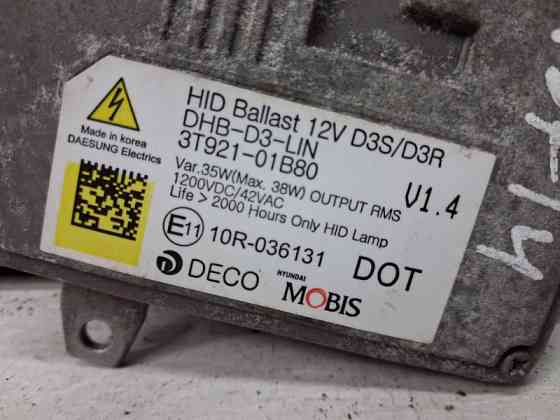 HID Ballast 12V D3S/D3R
DHB-D3-LIN
3T921-01B80
V1.4
Made in korea
DAESUNG Electrics
Var.35W(Max. 38W) OUTPUT RMS
1200VDC/42VAC
Life > 2000 Hours Only HID Lamp
E11 10R-036131
DOT
DECO
HYUNDAI
MOBIS